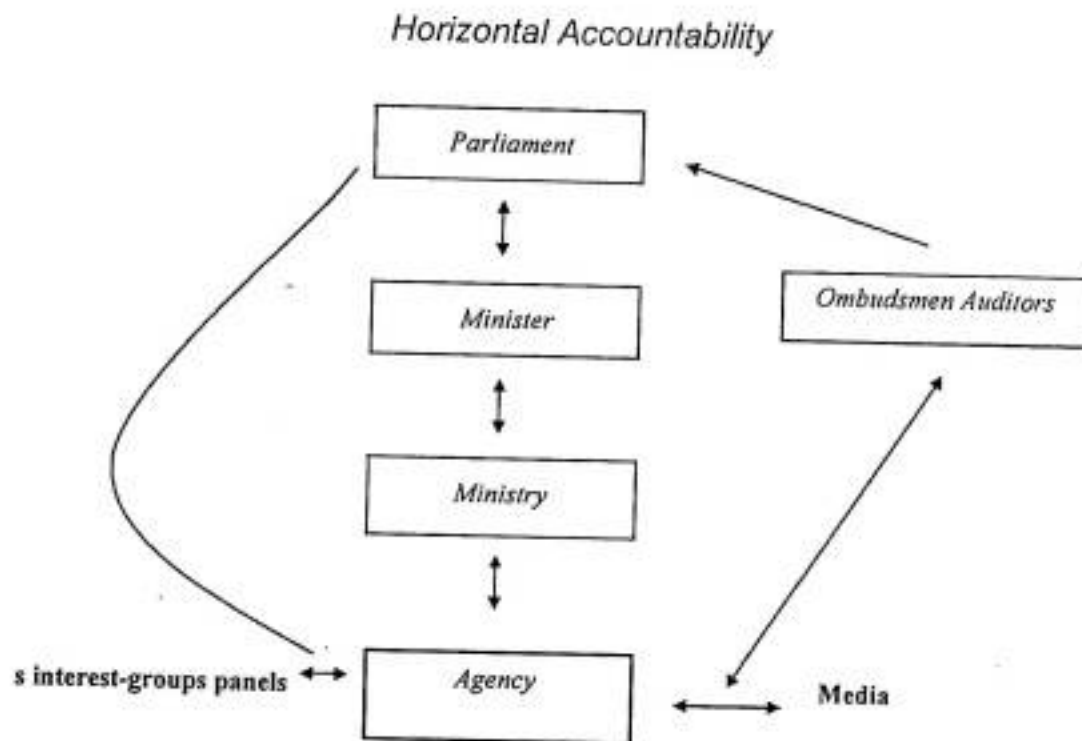 Horizontal Accountability
Parliament
Ombudsmen Auditors
Minister
Ministry
s interest-groups panels
Agency
Media